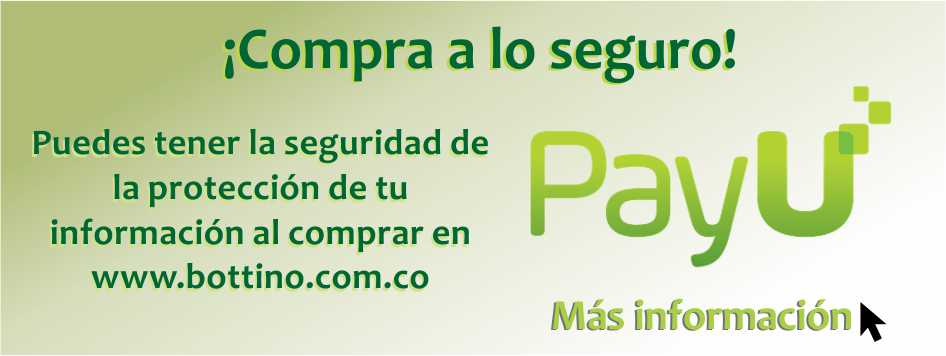 ¡Compra a lo seguro!
Puedes tener la seguridad de
la protección de tu
información al comprar en
www.bottino.com.co
PayU
Más información